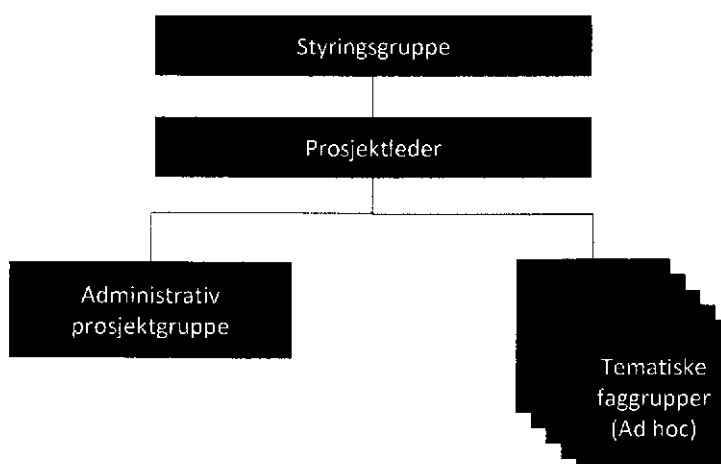 Styringsgruppe
Prosjektleder
Administrativ
prosjektgruppe
Tematiske
faggrupper
(Ad hoc)